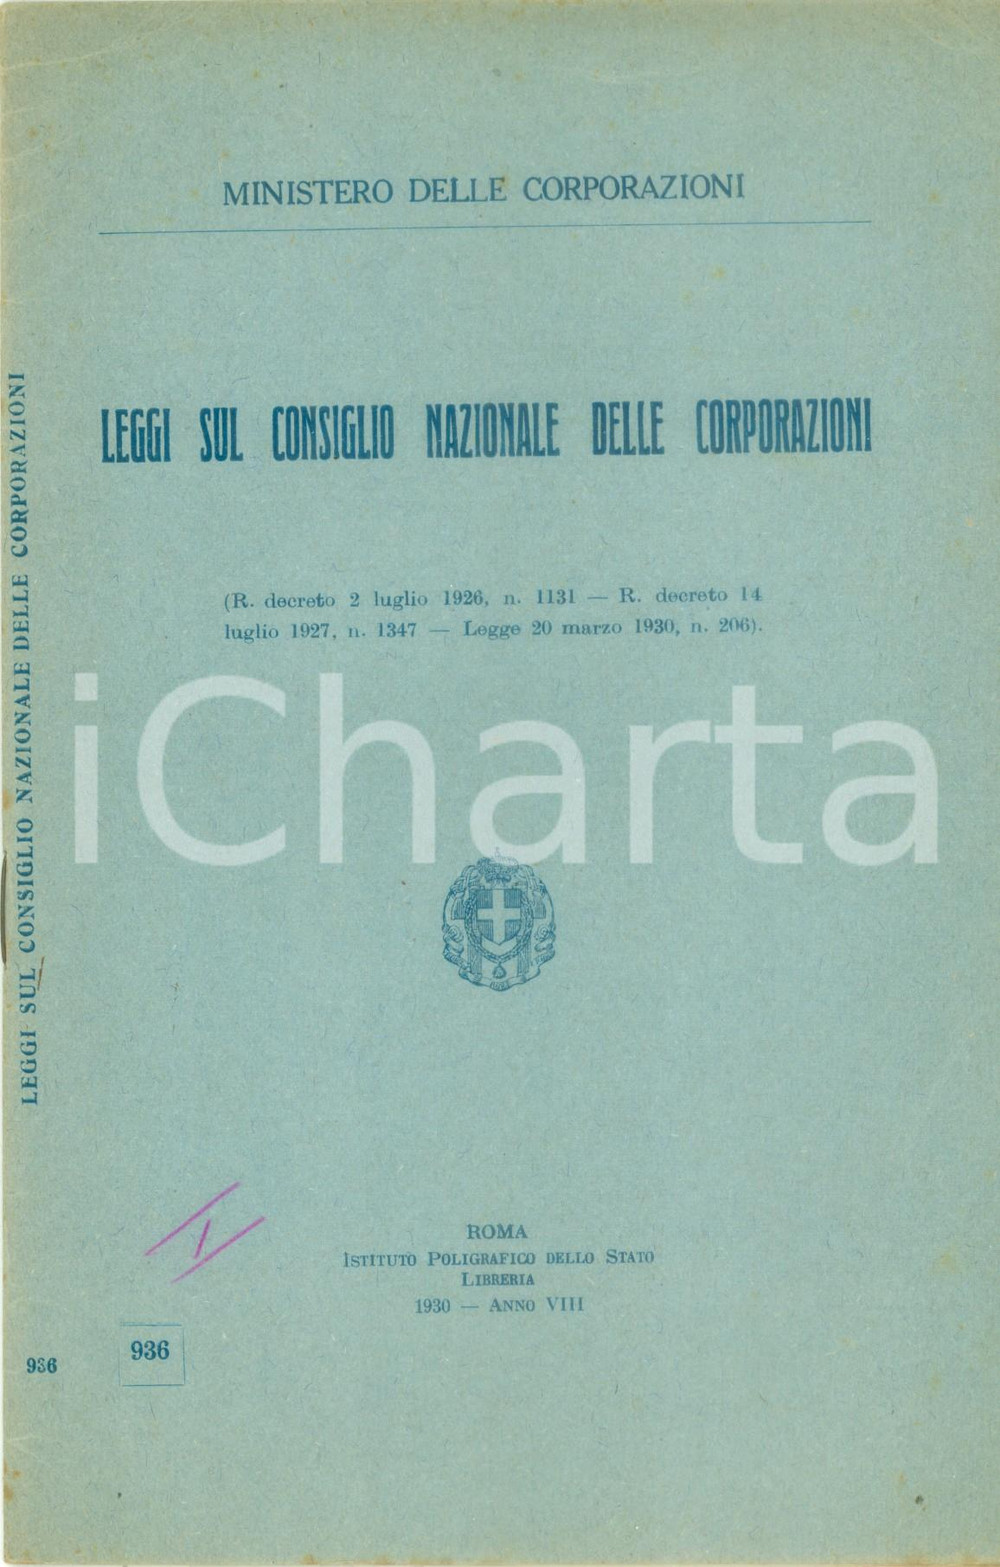 MINISTERO DELLE CORPORAZIONI
LEGGI SUL CONSIGLIO NAZIONALE DELLE CORPORAZIONI
(R. decreto 2 luglio 1926, n. 1131 — R. decreto 14
luglio 1927, n. 1347 — Legge 20 marzo 1930, n. 206).
iCharta
ROMA
ISTITUTO POLIGRAFICO DELLO STATO
LIBRERIA
1930 — ANNO VIII
936
936
LEGGI SUL CONSIGLIO NAZIONALE DELLE CORPORAZIONI